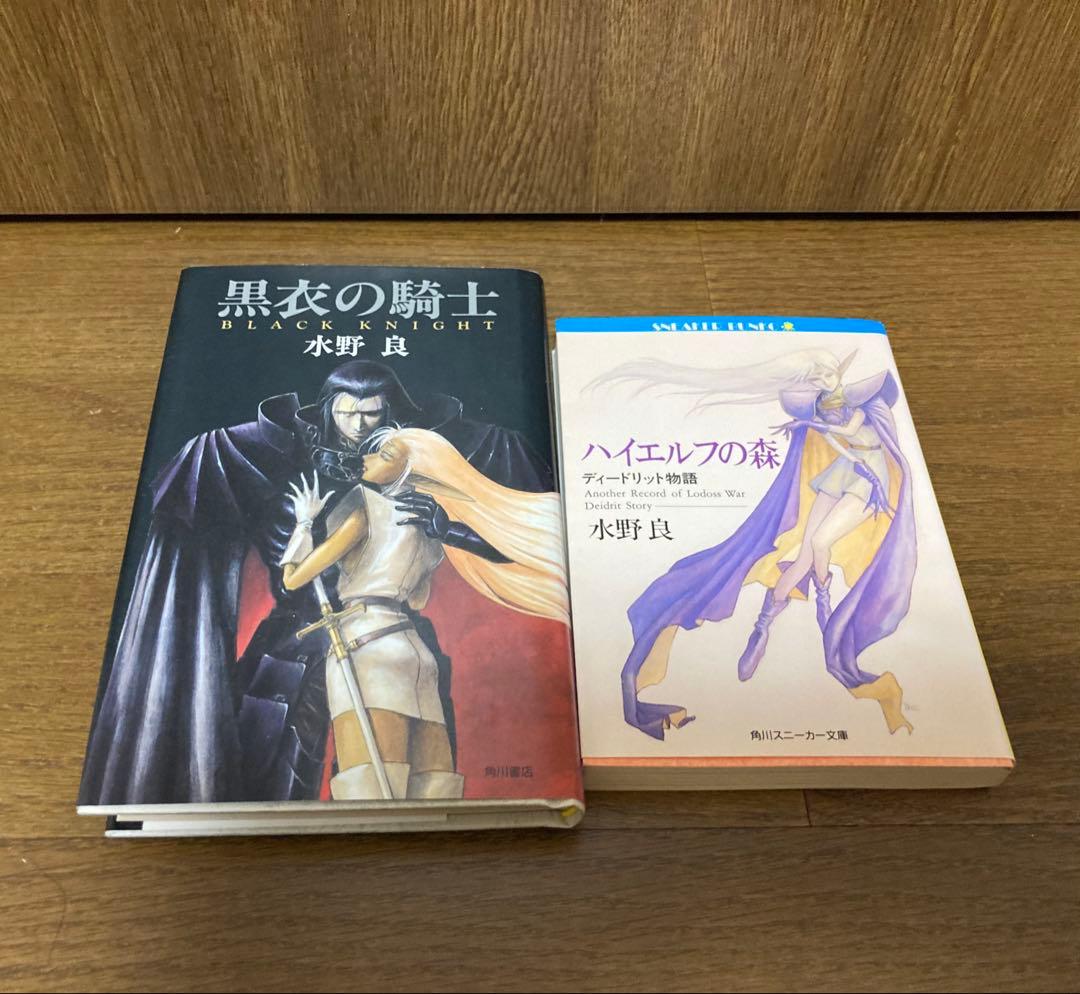 黒衣の騎士
BLACK KNIGHT
水野 良
角川書店
SNEAKER BUNKO
ハイエルフの森
ディードリット物語
Another Record of Lodoss War
Deidrit Story
水野 良
角川スニーカー文庫